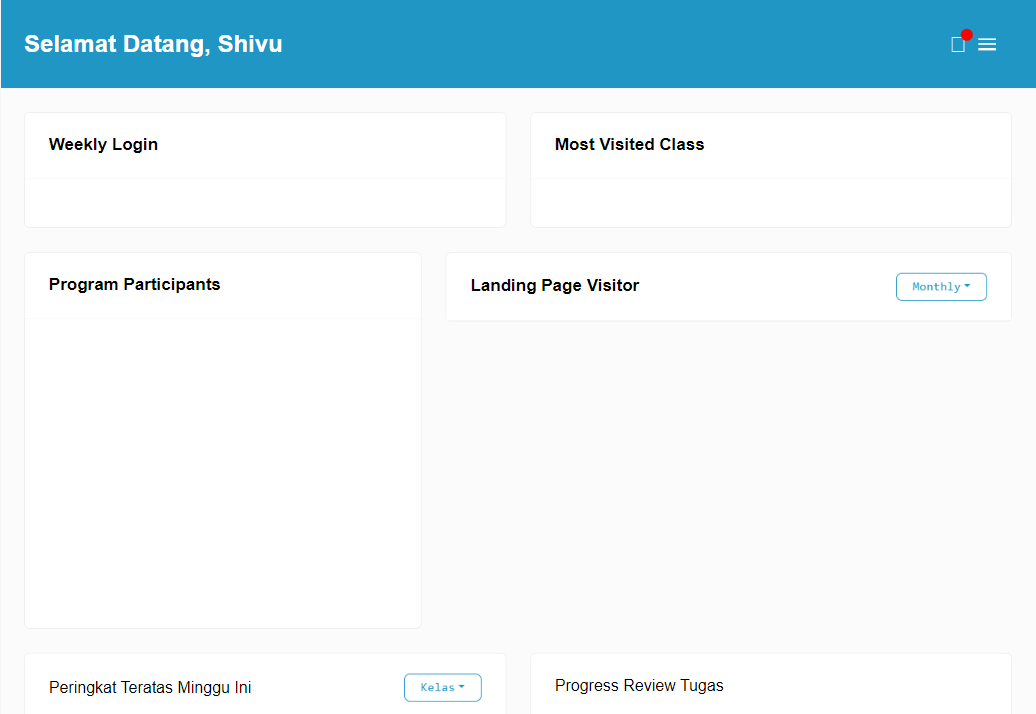 Selamat Datang, Shivu
Weekly Login
Most Visited Class
Program Participants
Landing Page Visitor
Monthly
Peringkat Teratas Minggu Ini
Kelas
Progress Review Tugas